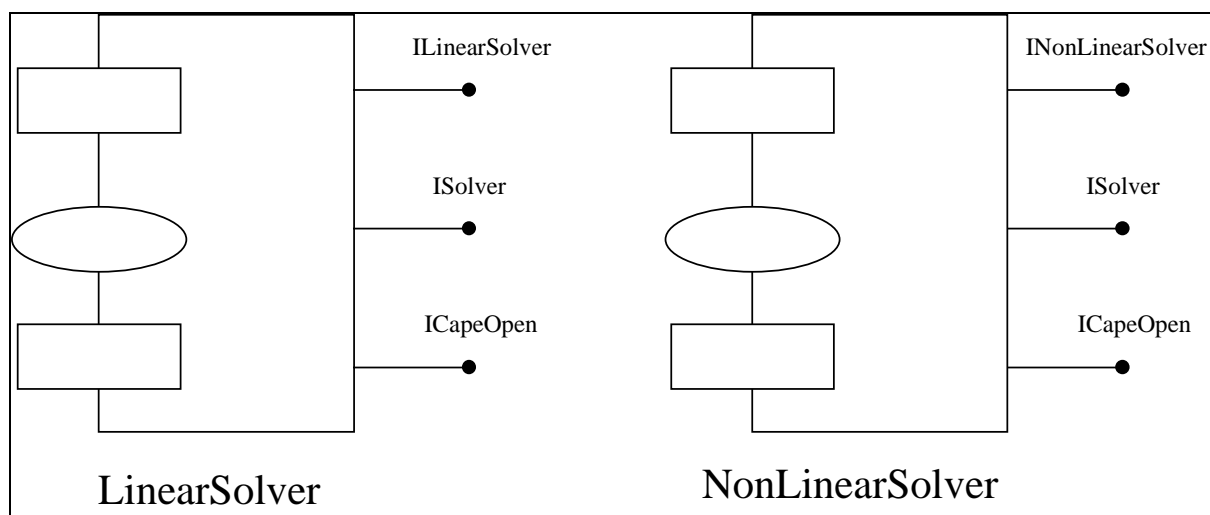 ILinearSolver
ISolver
ICapeOpen
LinearSolver
INonLinearSolver
ISolver
ICapeOpen
NonLinearSolver